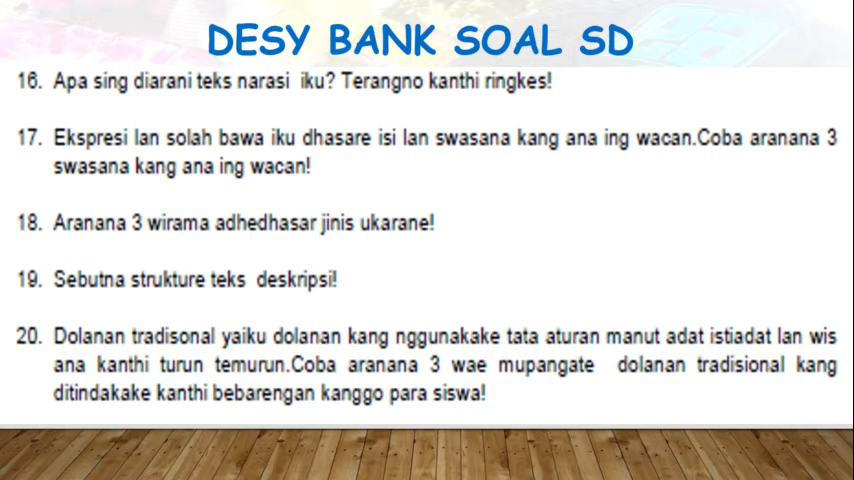 DESY BANK SOAL SD
16. Apa sing diarani teks narasi iku? Terangno kanthi ringkes!
17. Ekspresi lan solah bawa iku dhasare isi lan swasana kang ana ing wacan.Coba aranana 3
swasana kang ana ing wacan!
18. Aranana 3 wirama adhedhasar jinis ukarane!
19. Sebutna strukture teks deskripsi!
20. Dolanan tradisonal yaiku dolanan kang nggunakake tata aturan manut adat istiadat lan wis
ana kanthi turun temurun.Coba aranana 3 wae mupangate dolanan tradisional kang
ditindakake kanthi bebarengan kanggo para siswa!